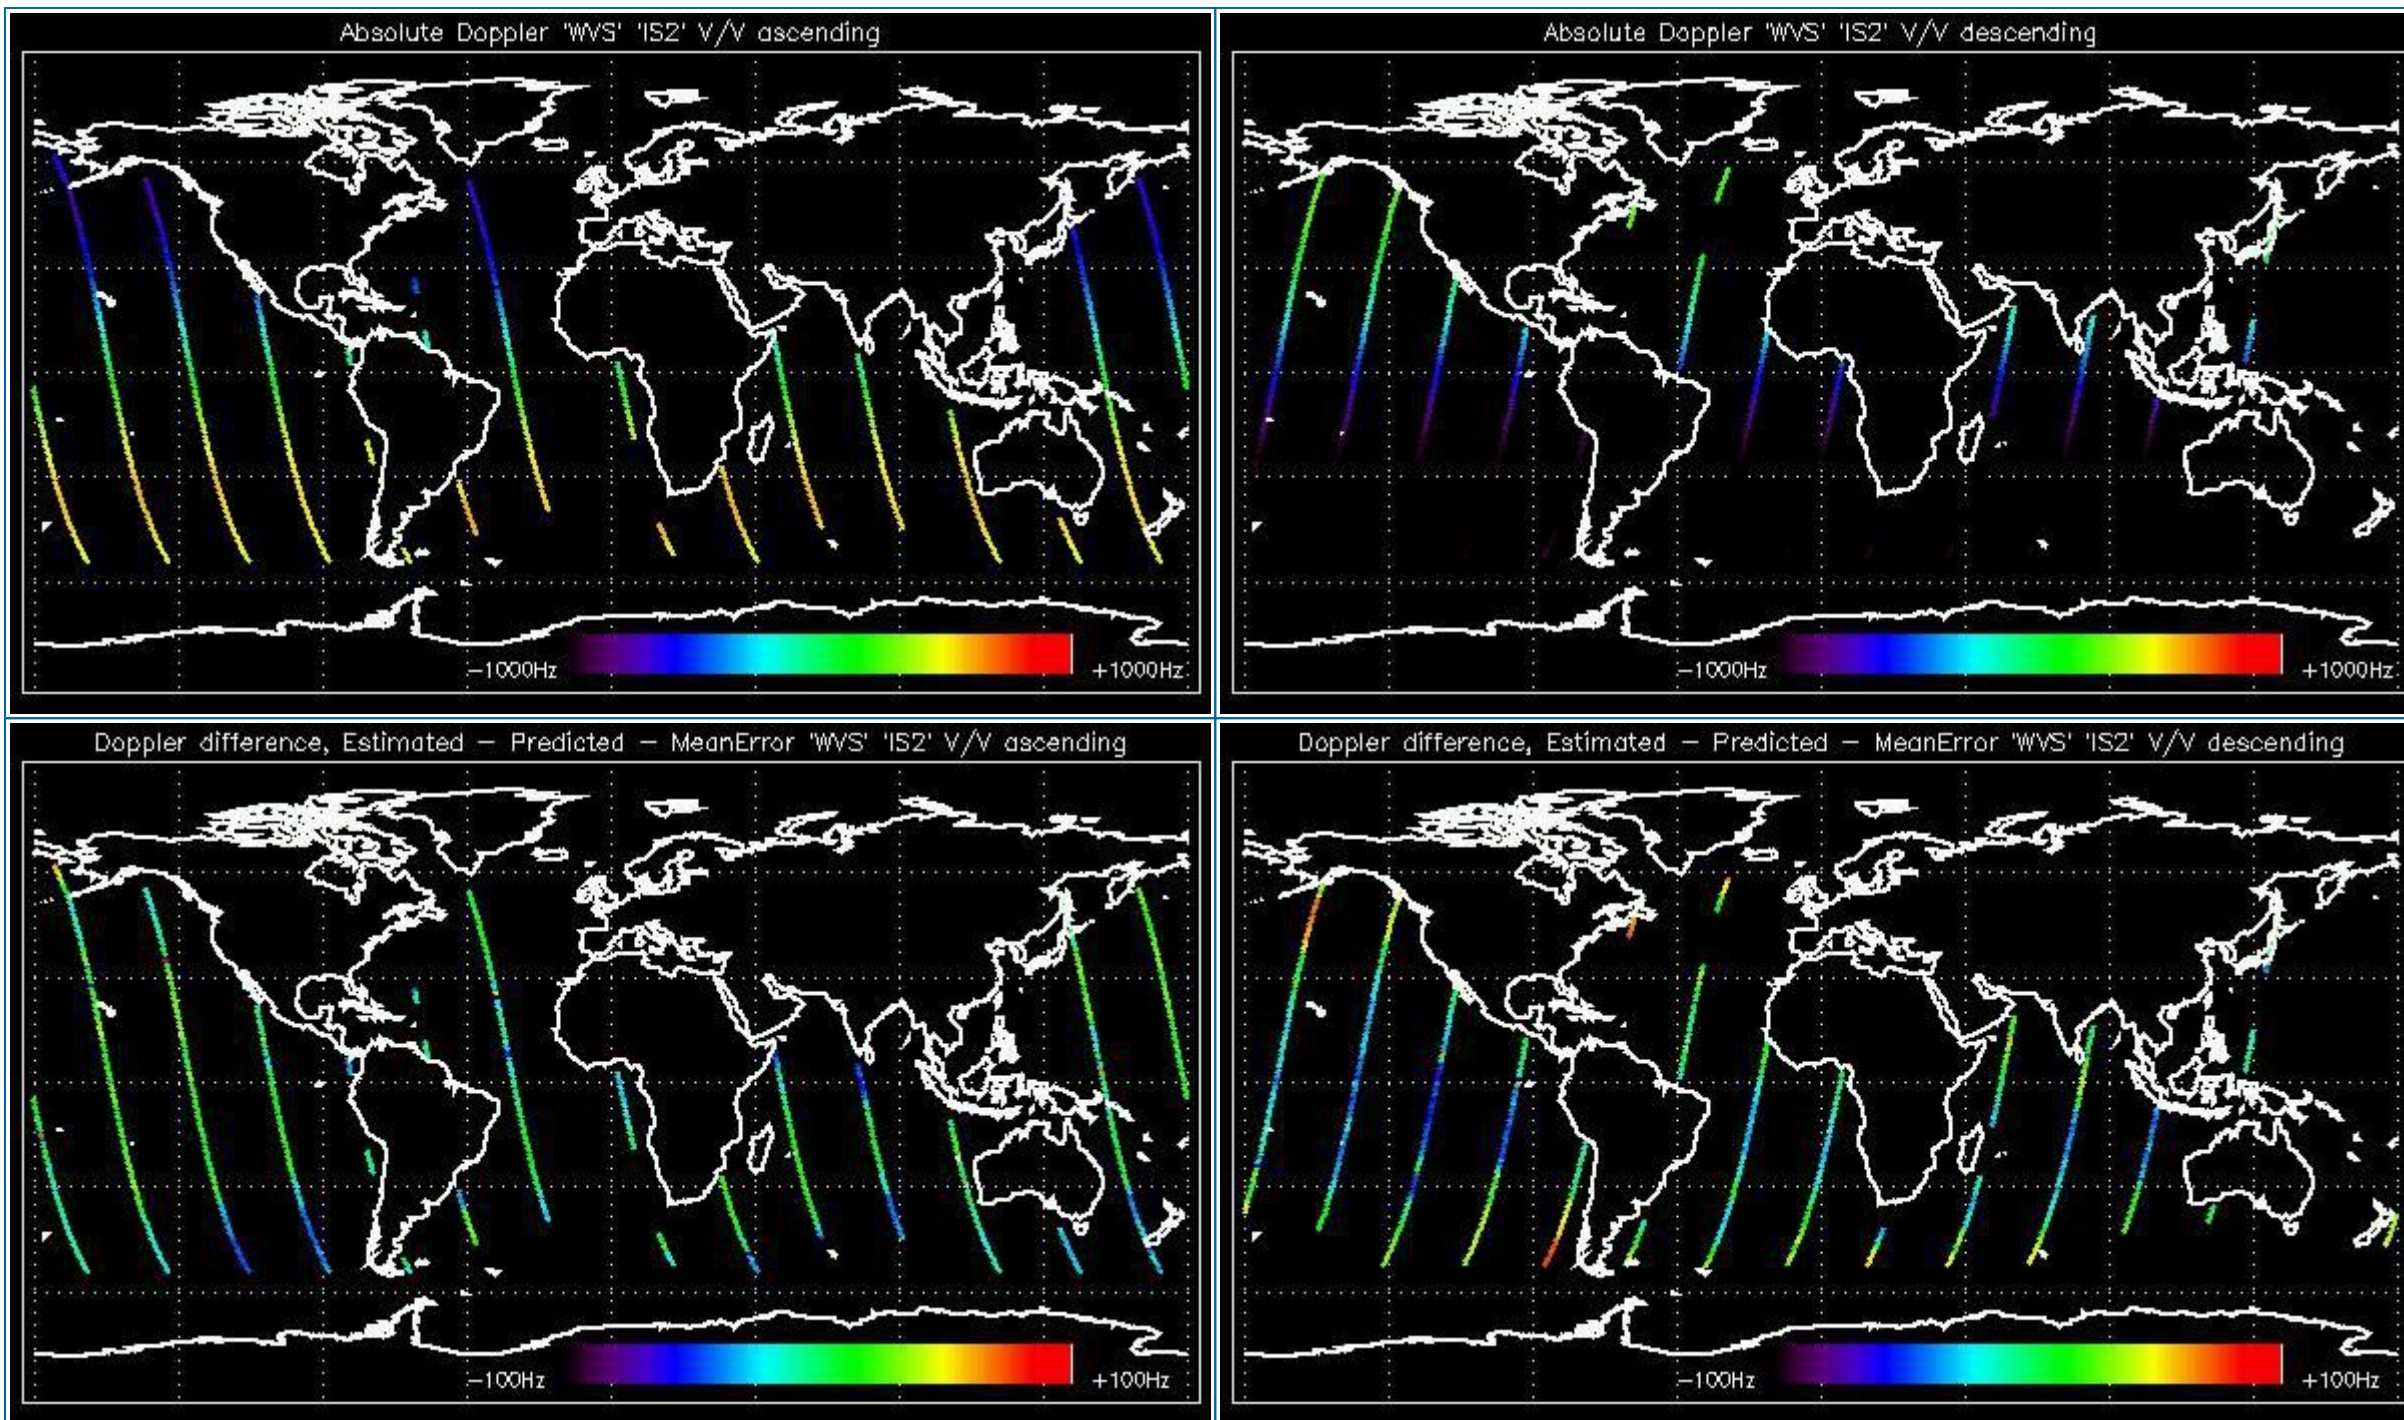 Absolute Doppler 'WVS' 'IS2' V/V ascending
-1000Hz +1000Hz
Absolute Doppler 'WVS' 'IS2' V/V descending
-1000Hz +1000Hz
Doppler difference, Estimated - Predicted - MeanError 'WVS' 'IS2' V/V ascending
-100Hz +100Hz
Doppler difference, Estimated - Predicted - MeanError 'WVS' 'IS2' V/V descending
-100Hz +100Hz